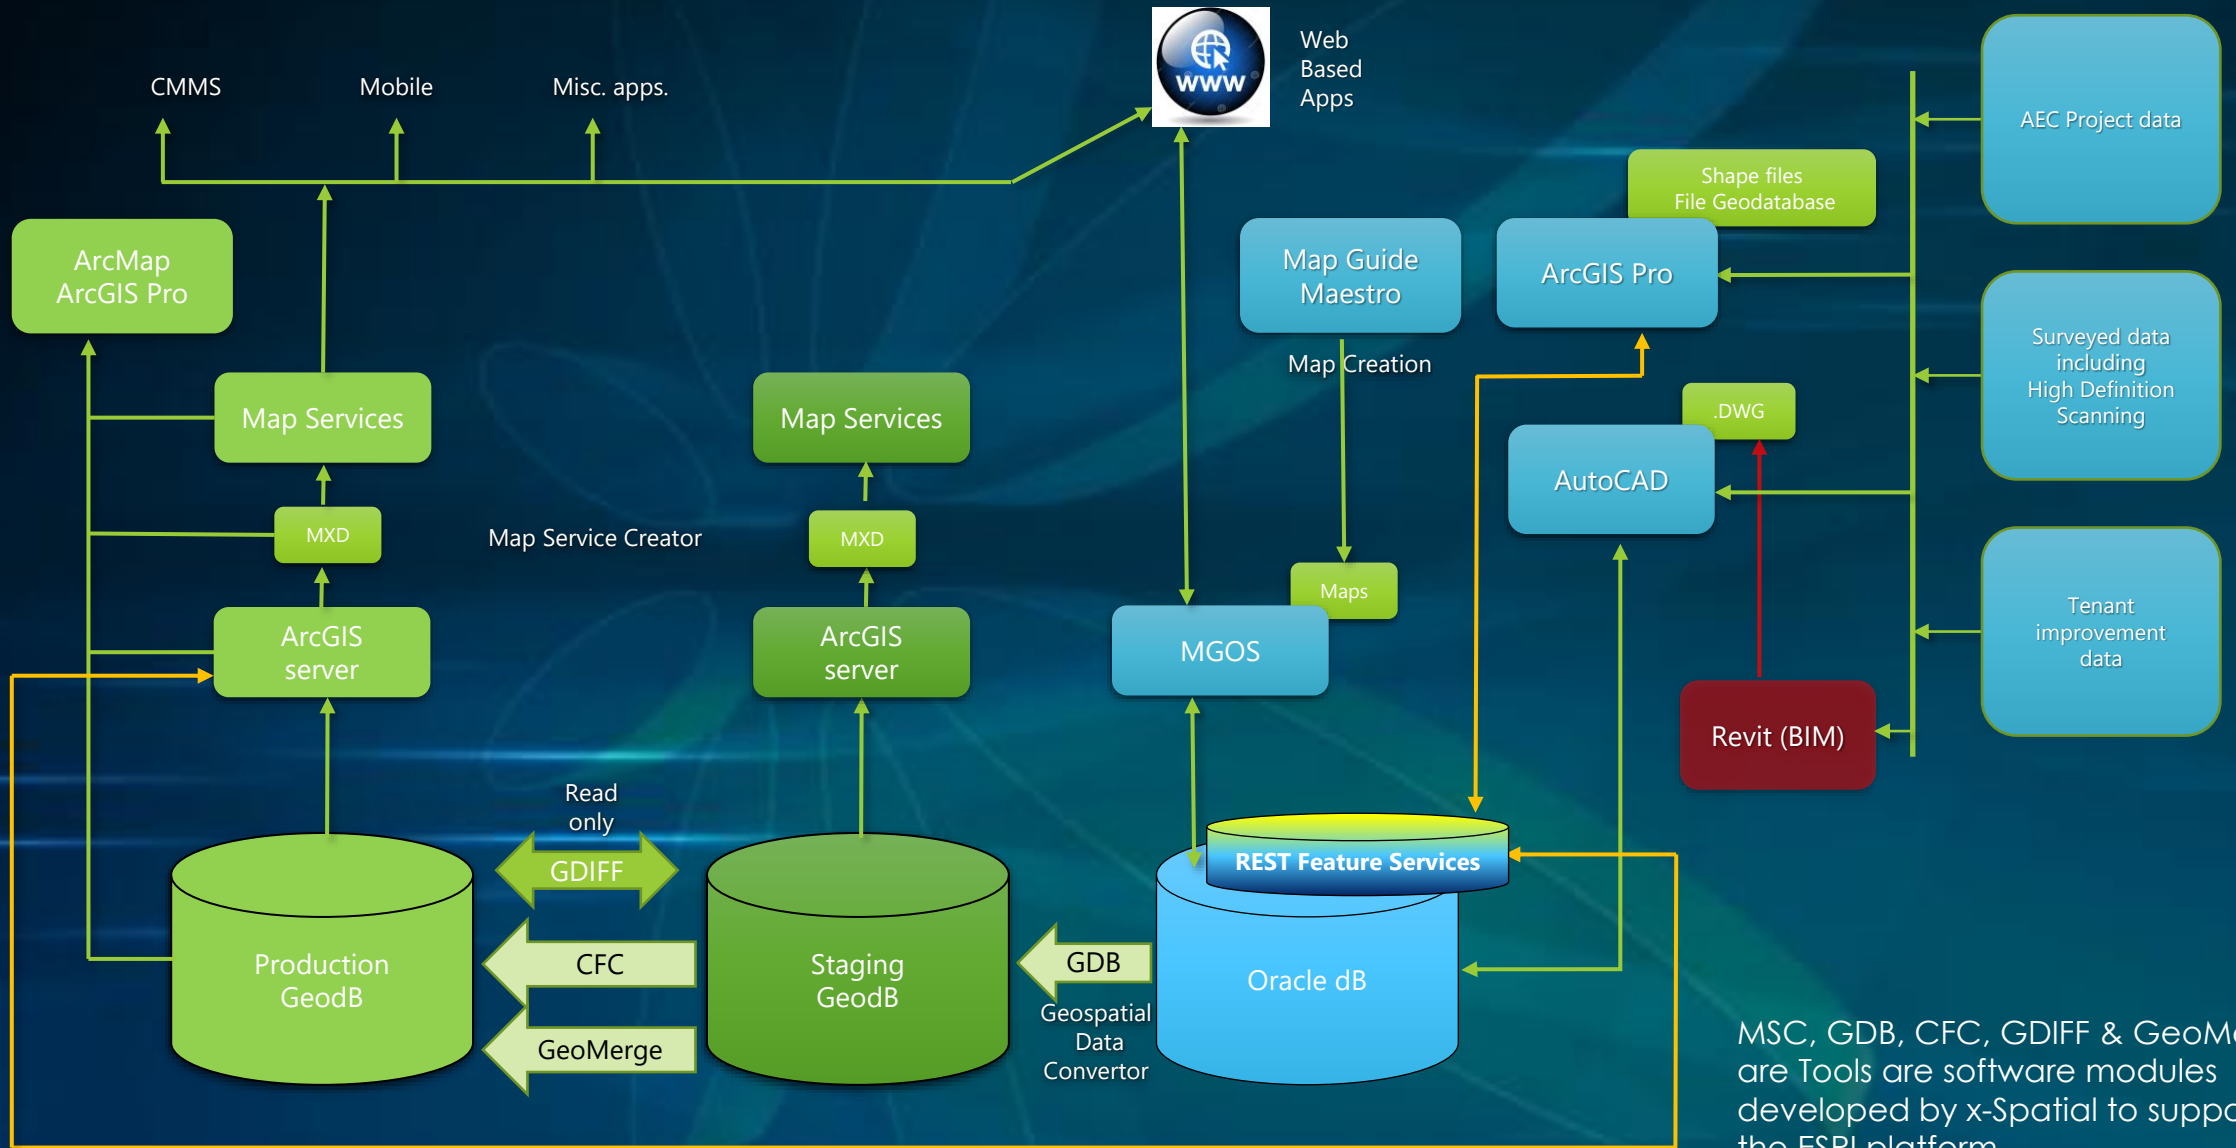 CMMS
Mobile
Misc. apps.
www
Web
Based
Apps
AEC Project data
Shape files
File Geodatabase
ArcMap
ArcGIS Pro
Map Guide
Maestro
ArcGIS Pro
Surveyed data
including
High Definition
Scanning
Map Creation
Map Services
Map Services
.DWG
AutoCAD
MXD
Map Service Creator
MXD
Maps
Tenant
improvement
data
ArcGIS
server
ArcGIS
server
MGOS
Revit (BIM)
Read
only
GDIFF
REST Feature Services
Production
GeodB
CFC
GeoMerge
Staging
GeodB
GDB
Geospatial
Data
Convertor
Oracle dB
MSC, GDB, CFC, GDIFF &
are Tools are software modules
developed by x-Spatial to
the ESRI platform